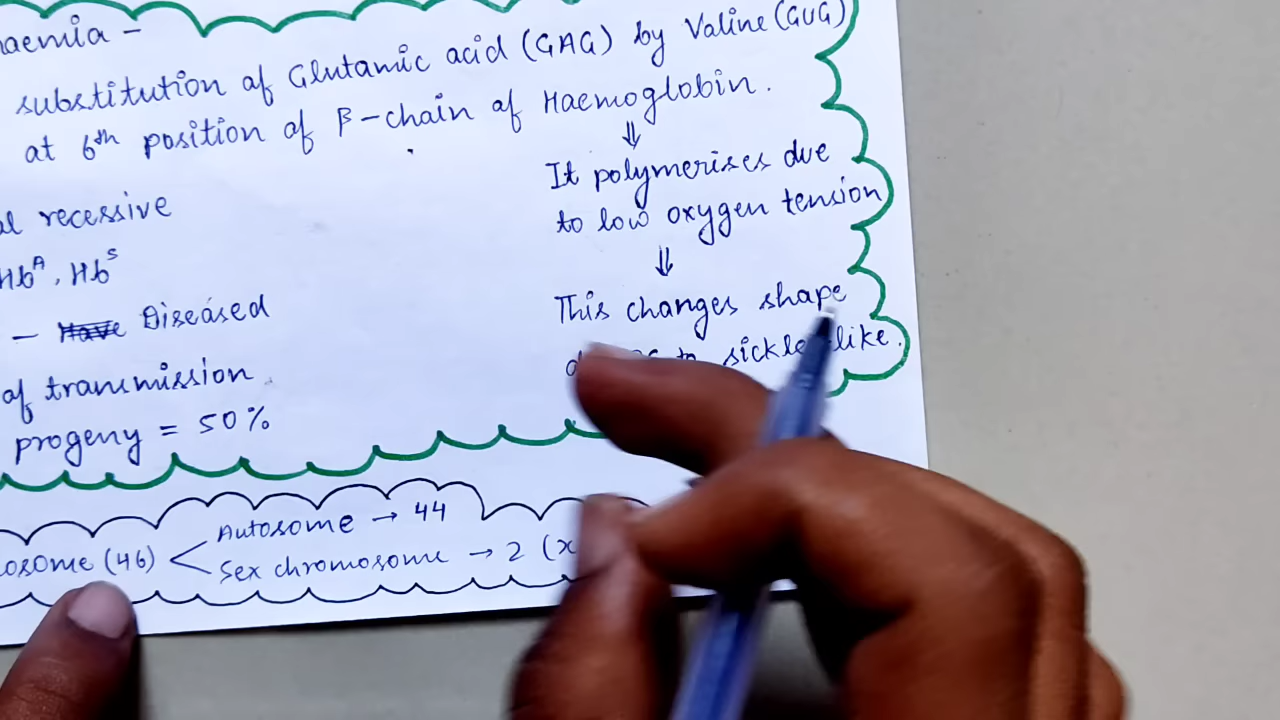 aemia -
substitution of Glutamic acid (GAG) by Valine (GUG)
at 6th position of β-chain of Haemoglobin.
⇓
It polymerises due
to low oxygen tension
⇓
This changes shape
to sickle like.
al recessive
Hb^A, Hb^S
- Have Diseased
of transmission
progeny = 50%
osome (46) < Autosome → 44
Sex chromosome → 2 (x